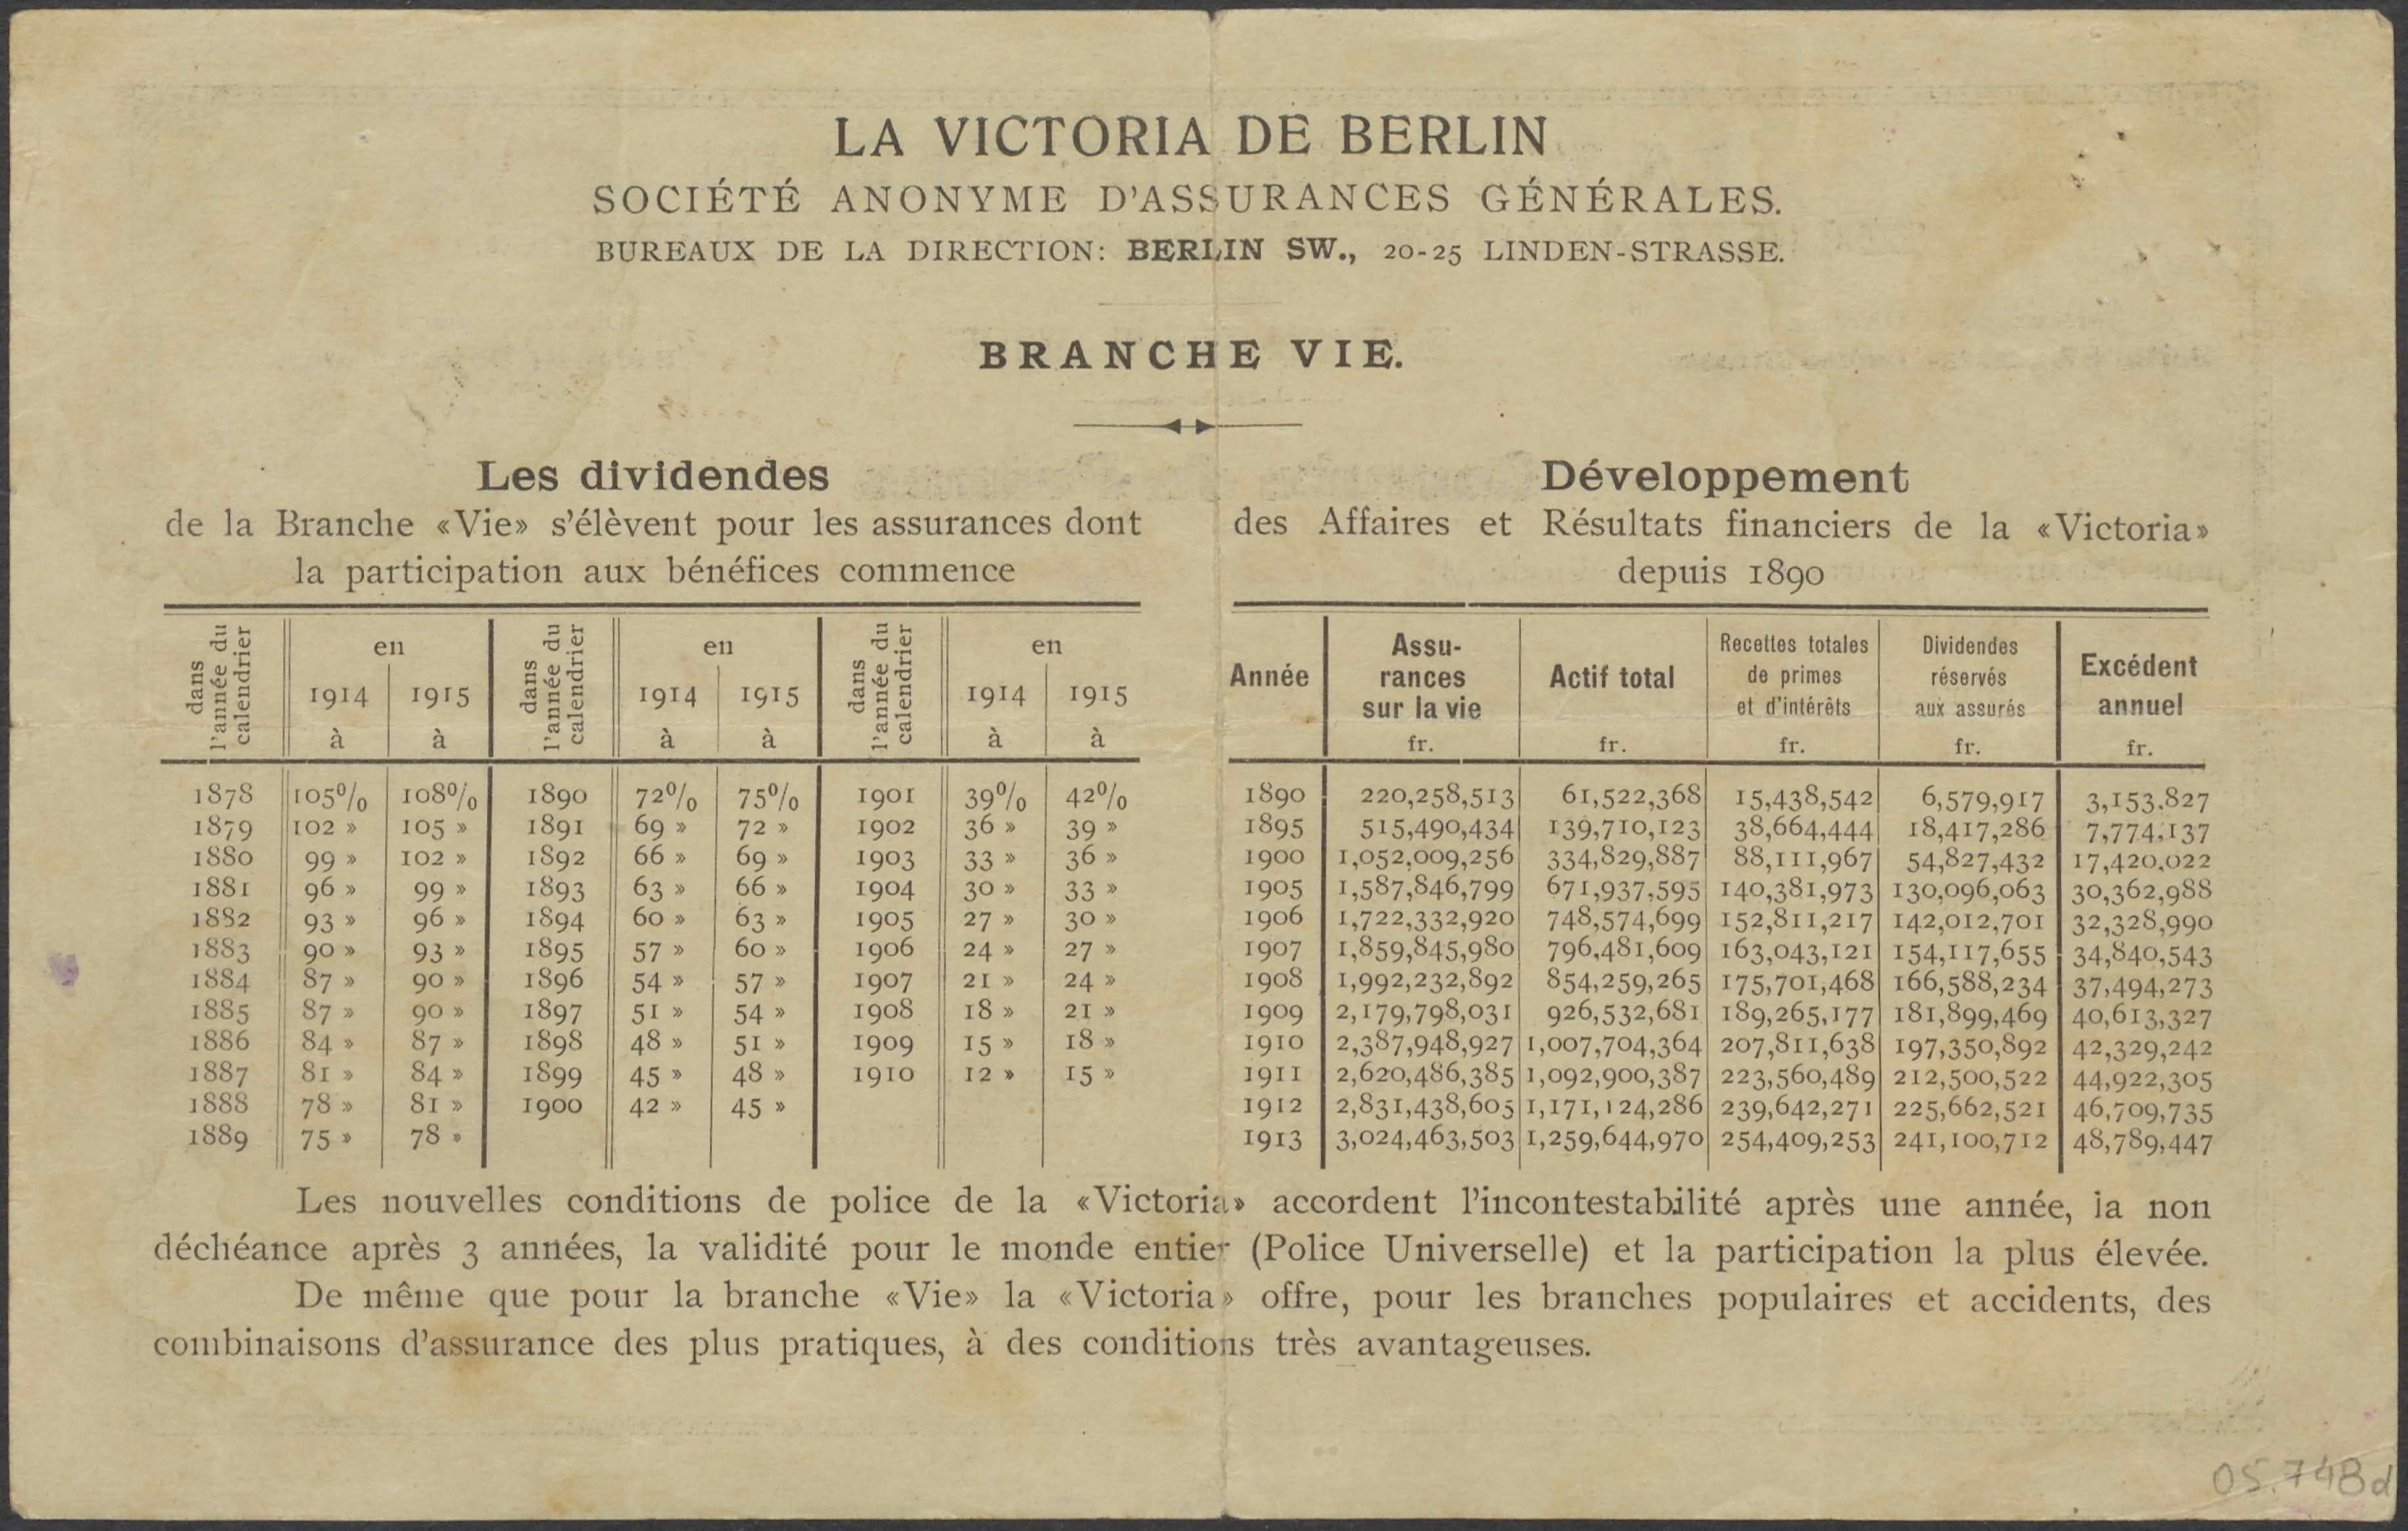 LA VICTORIA DE BERLIN
SOCIÉTÉ ANONYME D'ASSURANCES GÉNÉRALES.
BUREAUX DE LA DIRECTION: BERLIN SW., 20-25 LINDEN-STRASSE.
BRANCHE VIE.
Les dividendes
de la Branche «Vie» s'élèvent pour les assurances dont
la participation aux bénéfices commence
dans l'année du calendrier | en 1914 à | 1915 à | dans l'année du calendrier | en 1914 à | 1915 à | dans l'année du calendrier | en 1914 à | 1915 à
1878 105% 108% 1890 72% 75% 1901 39% 42%
1879 102 » 105 » 1891 69 » 72 » 1902 36 » 39 »
1880 99 » 102 » 1892 66 » 69 » 1903 33 » 36 »
1881 96 » 99 » 1893 63 » 66 » 1904 30 » 33 »
1882 93 » 96 » 1894 60 » 63 » 1905 27 » 30 »
1883 90 » 93 » 1895 57 » 60 » 1906 24 » 27 »
1884 87 » 90 » 1896 54 » 57 » 1907 21 » 24 »
1885 87 » 90 » 1897 51 » 54 » 1908 18 » 21 »
1886 84 » 87 » 1898 48 » 51 » 1909 15 » 18 »
1887 81 » 84 » 1899 45 » 48 » 1910 12 » 15 »
1888 78 » 81 » 1900 42 » 45 »
1889 75 » 78 »
Développement
des Affaires et Résultats financiers de la «Victoria»
depuis 1890
Année | Assurances sur la vie fr. | Actif total fr. | Recettes totales de primes et d'intérêts fr. | Dividendes réservés aux assurés fr. | Excédent annuel fr.
1890 220,258,513 61,522,368 15,438,542 6,579,917 3,153,827
1895 515,490,434 139,710,123 38,664,444 18,417,286 7,774,137
1900 1,052,009,256 334,829,887 88,111,967 54,827,432 17,420,022
1905 1,587,846,799 671,937,595 140,381,973 130,096,063 30,362,988
1906 1,722,332,920 748,574,699 152,811,217 142,012,701 32,328,990
1907 1,859,845,980 796,481,609 163,043,121 154,117,655 34,840,543
1908 1,992,232,892 854,259,265 175,701,468 166,588,234 37,494,273
1909 2,179,798,031 926,532,681 189,265,177 181,899,469 40,613,327
1910 2,387,948,927 1,007,704,364 207,811,638 197,350,892 42,329,242
1911 2,620,486,385 1,092,900,387 223,560,489 212,500,522 44,922,305
1912 2,831,438,605 1,171,124,286 239,642,271 225,662,521 46,709,735
1913 3,024,463,503 1,259,644,970 254,409,253 241,100,712 48,789,447
Les nouvelles conditions de police de la «Victoria» accordent l'incontestabilité après une année, la non
déchéance après 3 années, la validité pour le monde entier (Police Universelle) et la participation la plus élevée.
De même que pour la branche «Vie» la «Victoria» offre, pour les branches populaires et accidents, des
combinaisons d'assurance des plus pratiques, à des conditions très avantageuses.
05.748d